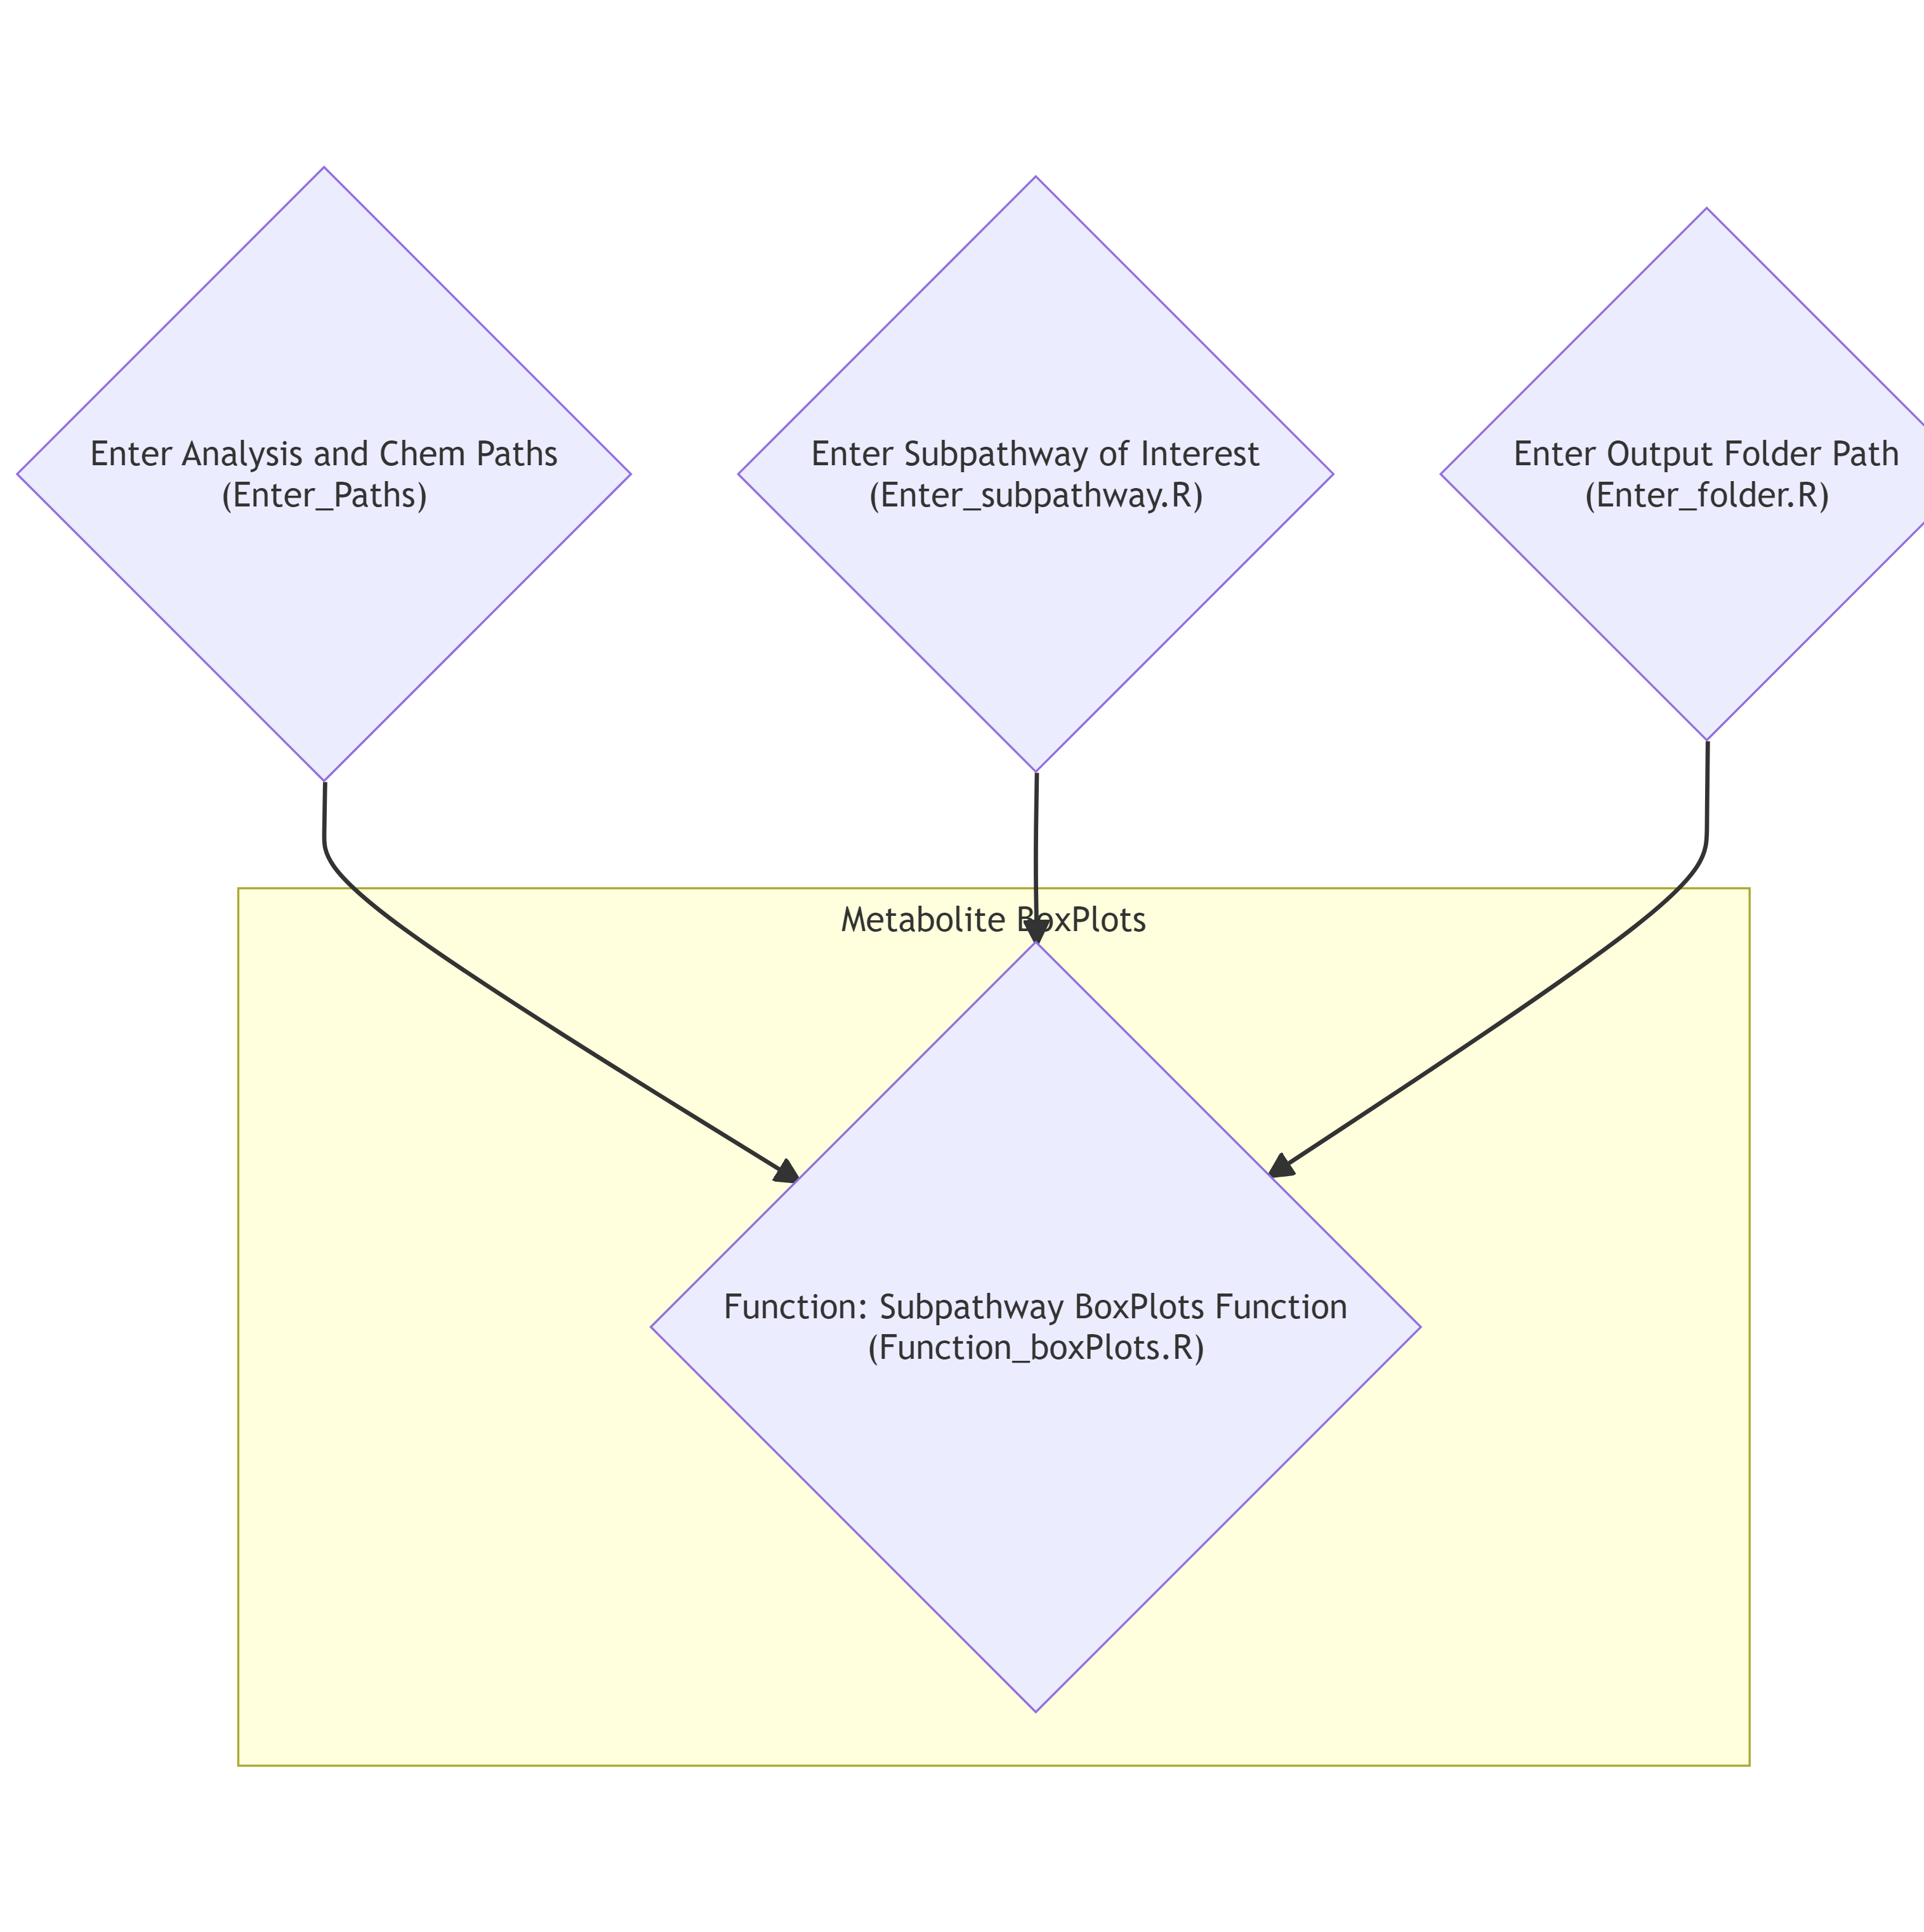 Enter Analysis and Chem Paths
(Enter_Paths)
Enter Subpathway of Interest
(Enter_subpathway.R)
Enter Output Folder Path
(Enter_folder.R)
Metabolite BoxPlots
Function: Subpathway BoxPlots Function
(Function_boxPlots.R)